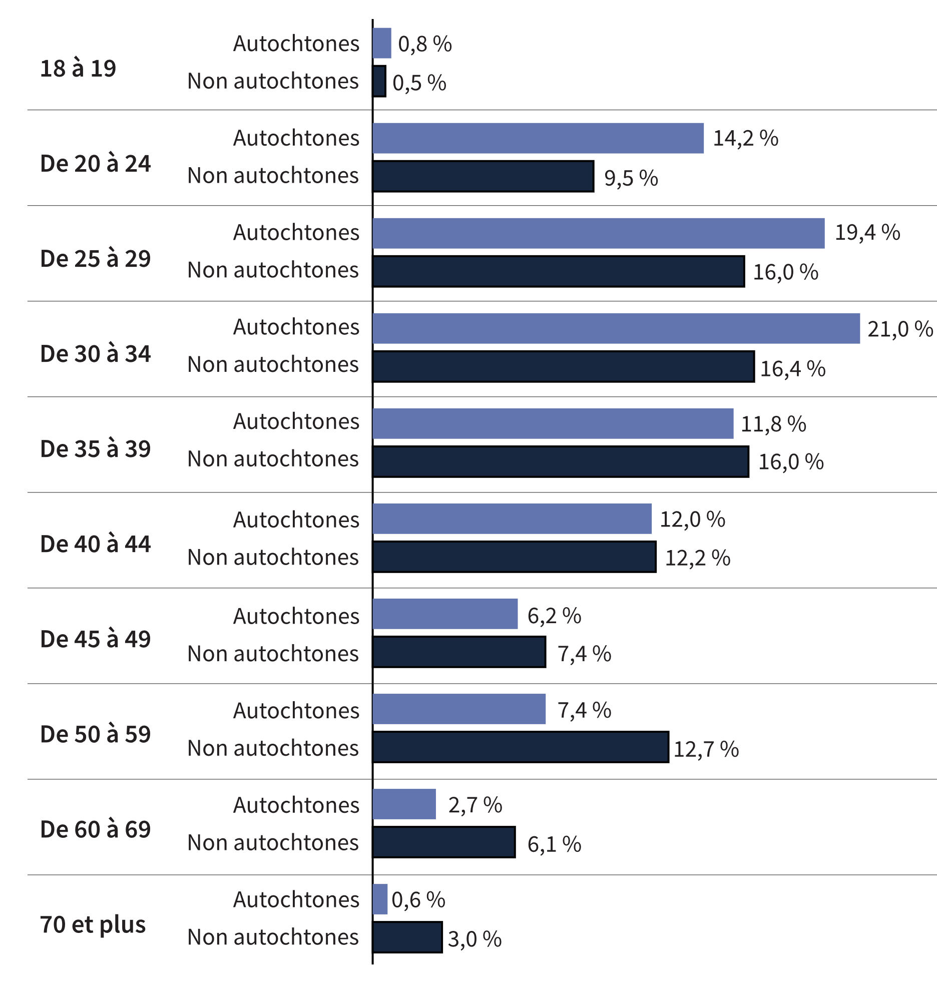 18 à 19
Autochtones 0,8 %
Non autochtones 0,5 %
De 20 à 24
Autochtones 14,2 %
Non autochtones 9,5 %
De 25 à 29
Autochtones 19,4 %
Non autochtones 16,0 %
De 30 à 34
Autochtones 21,0 %
Non autochtones 16,4 %
De 35 à 39
Autochtones 11,8 %
Non autochtones 16,0 %
De 40 à 44
Autochtones 12,0 %
Non autochtones 12,2 %
De 45 à 49
Autochtones 6,2 %
Non autochtones 7,4 %
De 50 à 59
Autochtones 7,4 %
Non autochtones 12,7 %
De 60 à 69
Autochtones 2,7 %
Non autochtones 6,1 %
70 et plus
Autochtones 0,6 %
Non autochtones 3,0 %